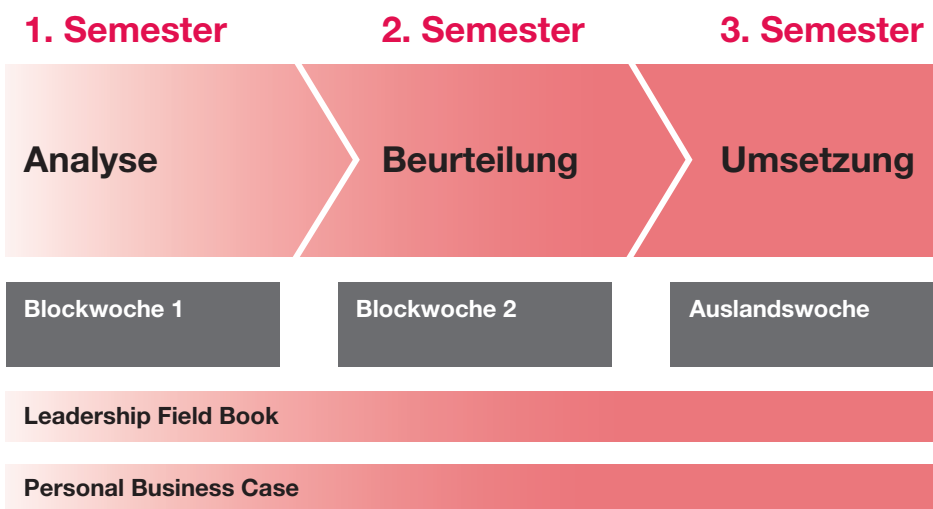 1. Semester
2. Semester
3. Semester
Analyse
Beurteilung
Umsetzung
Blockwoche 1
Blockwoche 2
Auslandswoche
Leadership Field Book
Personal Business Case